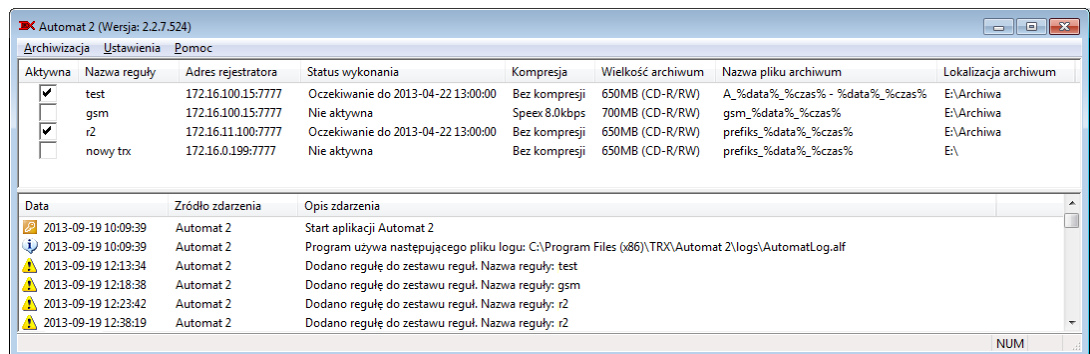 Automat 2 (Wersja: 2.2.7.524)
Archiwizacja Ustawienia Pomoc
Aktywna Nazwa reguły Adres rejestratora Status wykonania Kompresja Wielkość archiwum Nazwa pliku archiwum Lokalizacja archiwum
test 172.16.100.15:7777 Oczekiwanie do 2013-04-22 13:00:00 Bez kompresji 650MB (CD-R/RW) A_%data%_%czas% - %data%_%czas% E:\Archiwa
gsm 172.16.100.15:7777 Nie aktywna Speex 8.0kbps 700MB (CD-R/RW) gsm_%data%_%czas% E:\Archiwa
r2 172.16.11.100:7777 Oczekiwanie do 2013-04-22 13:00:00 Bez kompresji 650MB (CD-R/RW) prefiks_%data%_%czas% E:\Archiwa
nowy trx 172.16.0.199:7777 Nie aktywna Bez kompresji 650MB (CD-R/RW) prefiks_%data%_%czas% E:\
Data Zródło zdarzenia Opis zdarzenia
2013-09-19 10:09:39 Automat 2 Start aplikacji Automat 2
2013-09-19 10:09:39 Automat 2 Program używa następującego pliku logu: C:\Program Files (x86)\TRX\Automat 2\logs\AutomatLog.alf
2013-09-19 12:13:34 Automat 2 Dodano regułę do zestawu reguł. Nazwa reguły: test
2013-09-19 12:18:38 Automat 2 Dodano regułę do zestawu reguł. Nazwa reguły: gsm
2013-09-19 12:23:42 Automat 2 Dodano regułę do zestawu reguł. Nazwa reguły: r2
2013-09-19 12:38:19 Automat 2 Dodano regułę do zestawu reguł. Nazwa reguły: r2
NUM